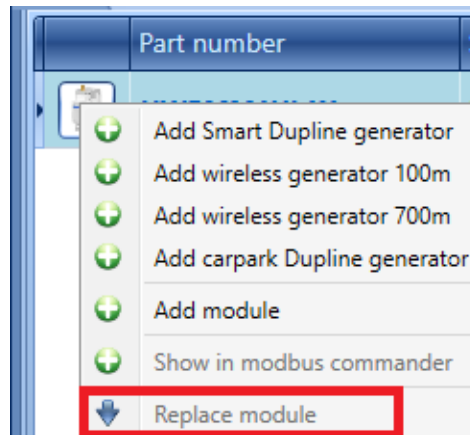 Part number
Add Smart Dupline generator
Add wireless generator 100m
Add wireless generator 700m
Add carpark Dupline generator
Add module
Show in modbus commander
Replace module